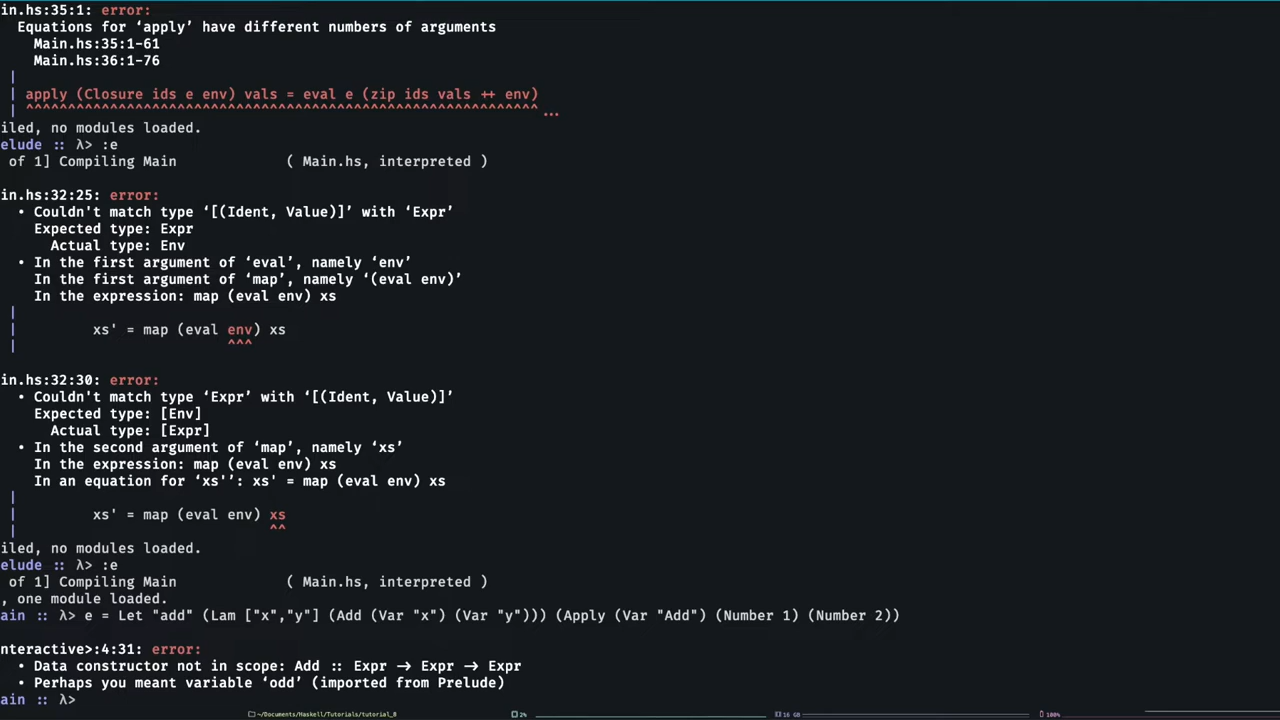 in.hs:35:1: error:
Equations for ‘apply’ have different numbers of arguments
Main.hs:35:1-61
Main.hs:36:1-76
|
| apply (Closure ids e env) vals = eval e (zip ids vals ++ env)
| ^^^^^^^^^^^^^^^^^^^^^^^^^^^^^^^^^^^^^^^^^^^^^^^^^^^^^^^^^^^^^...
iled, no modules loaded.
elude :: λ> :e
of 1] Compiling Main ( Main.hs, interpreted )
in.hs:32:25: error:
• Couldn't match type ‘[(Ident, Value)]’ with ‘Expr’
Expected type: Expr
Actual type: Env
• In the first argument of ‘eval’, namely ‘env’
In the first argument of ‘map’, namely ‘(eval env)’
In the expression: map (eval env) xs
|
| xs' = map (eval env) xs
| ^^^
in.hs:32:30: error:
• Couldn't match type ‘Expr’ with ‘[(Ident, Value)]’
Expected type: [Env]
Actual type: [Expr]
• In the second argument of ‘map’, namely ‘xs’
In the expression: map (eval env) xs
In an equation for ‘xs'’: xs' = map (eval env) xs
|
| xs' = map (eval env) xs
| ^^
iled, no modules loaded.
elude :: λ> :e
of 1] Compiling Main ( Main.hs, interpreted )
, one module loaded.
ain :: λ> e = Let "add" (Lam ["x","y"] (Add (Var "x") (Var "y"))) (Apply (Var "Add") (Number 1) (Number 2))
nteractive>:4:31: error:
• Data constructor not in scope: Add :: Expr → Expr → Expr
• Perhaps you meant variable ‘odd’ (imported from Prelude)
ain :: λ>
~/Documents/Haskell/Tutorials/tutorial_8 2% 16 GB 100%